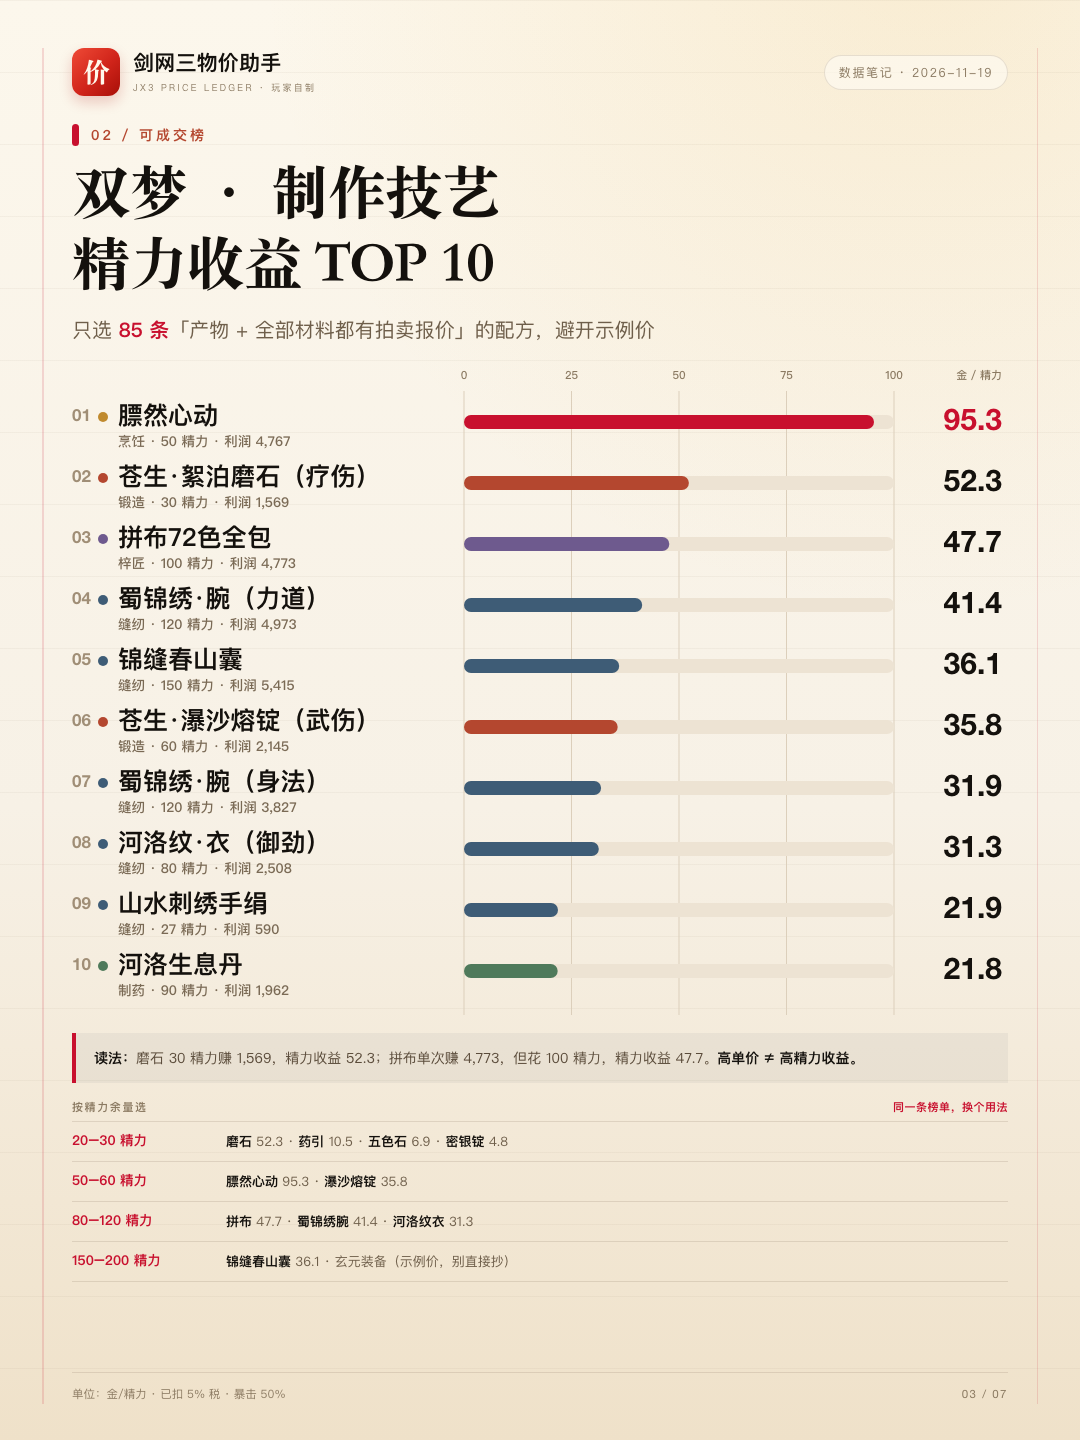 价
剑网三物价助手
JX3 PRICE LEDGER · 玩家自制
数据笔记 · 2026-11-19
02 / 可成交榜
双梦 · 制作技艺
精力收益 TOP 10
只选 85 条「产物 + 全部材料都有拍卖报价」的配方，避开示例价
0 25 50 75 100 金 / 精力
01 膘然心动 95.3
烹饪 · 50 精力 · 利润 4,767
02 苍生·絮泊磨石（疗伤） 52.3
锻造 · 30 精力 · 利润 1,569
03 拼布72色全包 47.7
梓匠 · 100 精力 · 利润 4,773
04 蜀锦绣·腕（力道） 41.4
缝纫 · 120 精力 · 利润 4,973
05 锦缝春山囊 36.1
缝纫 · 150 精力 · 利润 5,415
06 苍生·瀑沙熔锭（武伤） 35.8
锻造 · 60 精力 · 利润 2,145
07 蜀锦绣·腕（身法） 31.9
缝纫 · 120 精力 · 利润 3,827
08 河洛纹·衣（御劲） 31.3
缝纫 · 80 精力 · 利润 2,508
09 山水刺绣手绢 21.9
缝纫 · 27 精力 · 利润 590
10 河洛生息丹 21.8
制药 · 90 精力 · 利润 1,962
读法：磨石 30 精力赚 1,569，精力收益 52.3；拼布单次赚 4,773，但花 100 精力，精力收益 47.7。高单价 ≠ 高精力收益。
按精力余量选 同一条榜单，换个用法
20–30 精力 磨石 52.3 · 药引 10.5 · 五色石 6.9 · 密银锭 4.8
50–60 精力 膘然心动 95.3 · 瀑沙熔锭 35.8
80–120 精力 拼布 47.7 · 蜀锦绣腕 41.4 · 河洛纹衣 31.3
150–200 精力 锦缝春山囊 36.1 · 玄元装备（示例价，别直接抄）
单位：金/精力 · 已扣 5% 税 · 暴击 50% 03 / 07